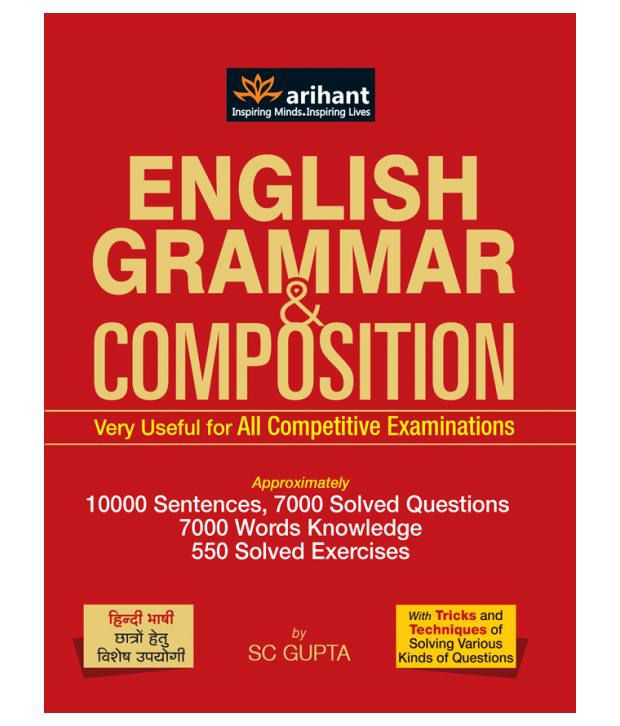 arihant
Inspiring Minds.Inspiring Lives
ENGLISH
GRAMMAR
&
COMPOSITION
Very Useful for All Competitive Examinations
Approximately
10000 Sentences, 7000 Solved Questions
7000 Words Knowledge
550 Solved Exercises
हिन्दी भाषी
छात्रों हेतु
विशेष उपयोगी
by
SC GUPTA
With Tricks and
Techniques of
Solving Various
Kinds of Questions